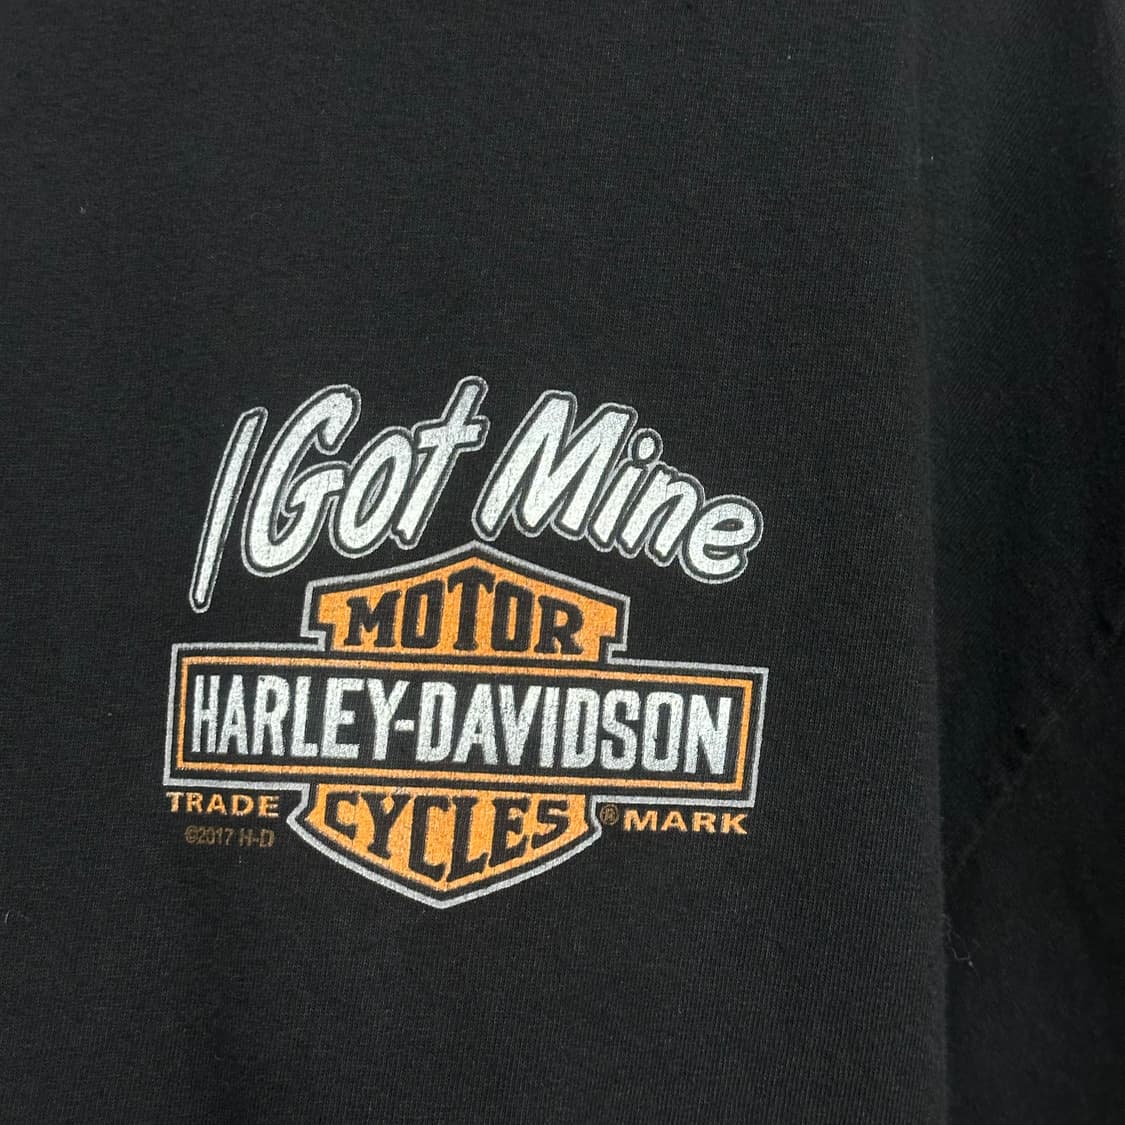 I Got Mine
MOTOR
HARLEY-DAVIDSON
CYCLES
TRADE ® MARK
©2017 H-D